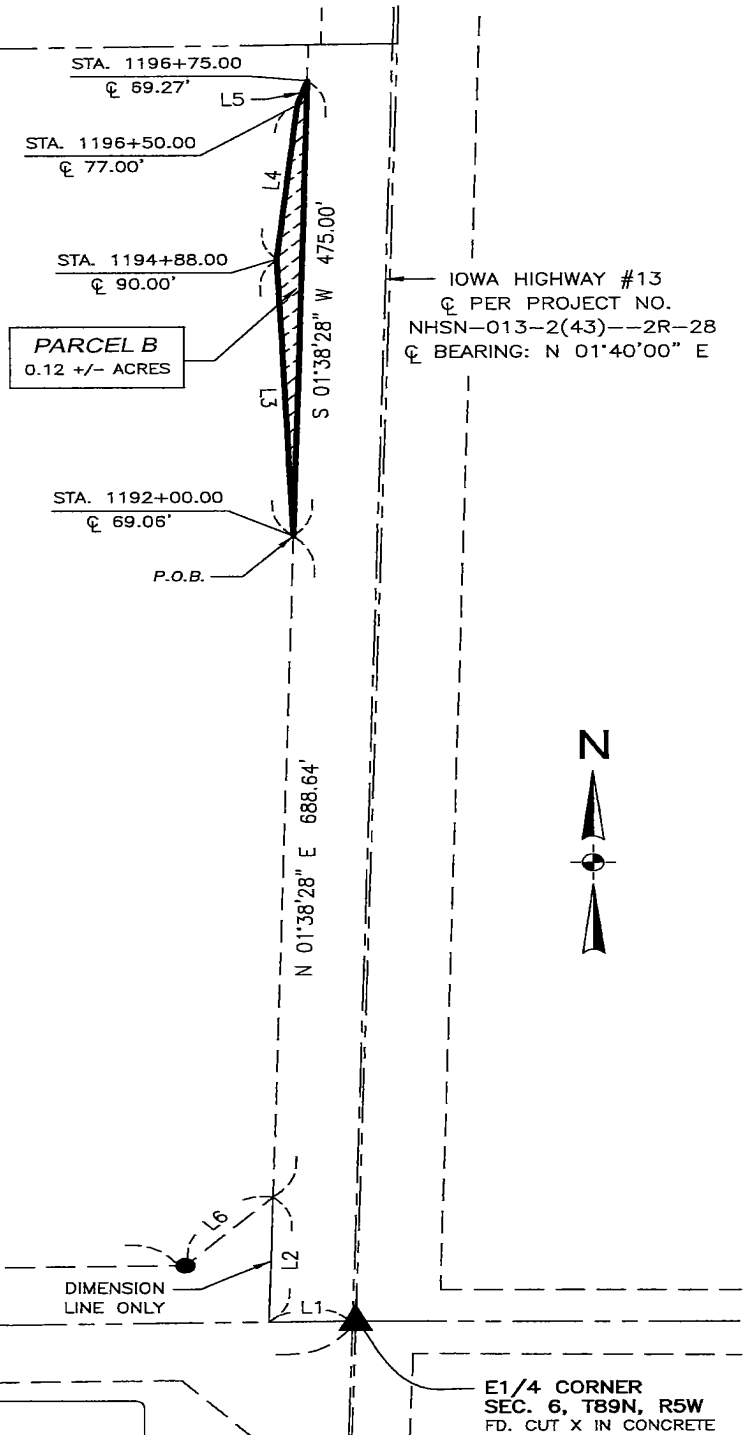 STA. 1196+75.00
℄ 69.27'
L5
STA. 1196+50.00
℄ 77.00'
L4
STA. 1194+88.00
℄ 90.00'
S 01°38'28" W 475.00'
IOWA HIGHWAY #13
℄ PER PROJECT NO.
NHSN-013-2(43)--2R-28
℄ BEARING: N 01°40'00" E
PARCEL B
0.12 +/- ACRES
L3
STA. 1192+00.00
℄ 69.06'
P.O.B.
N
N 01°38'28" E 688.64'
L6
L2
DIMENSION
LINE ONLY
L1
E1/4 CORNER
SEC. 6, T89N, R5W
FD. CUT X IN CONCRETE